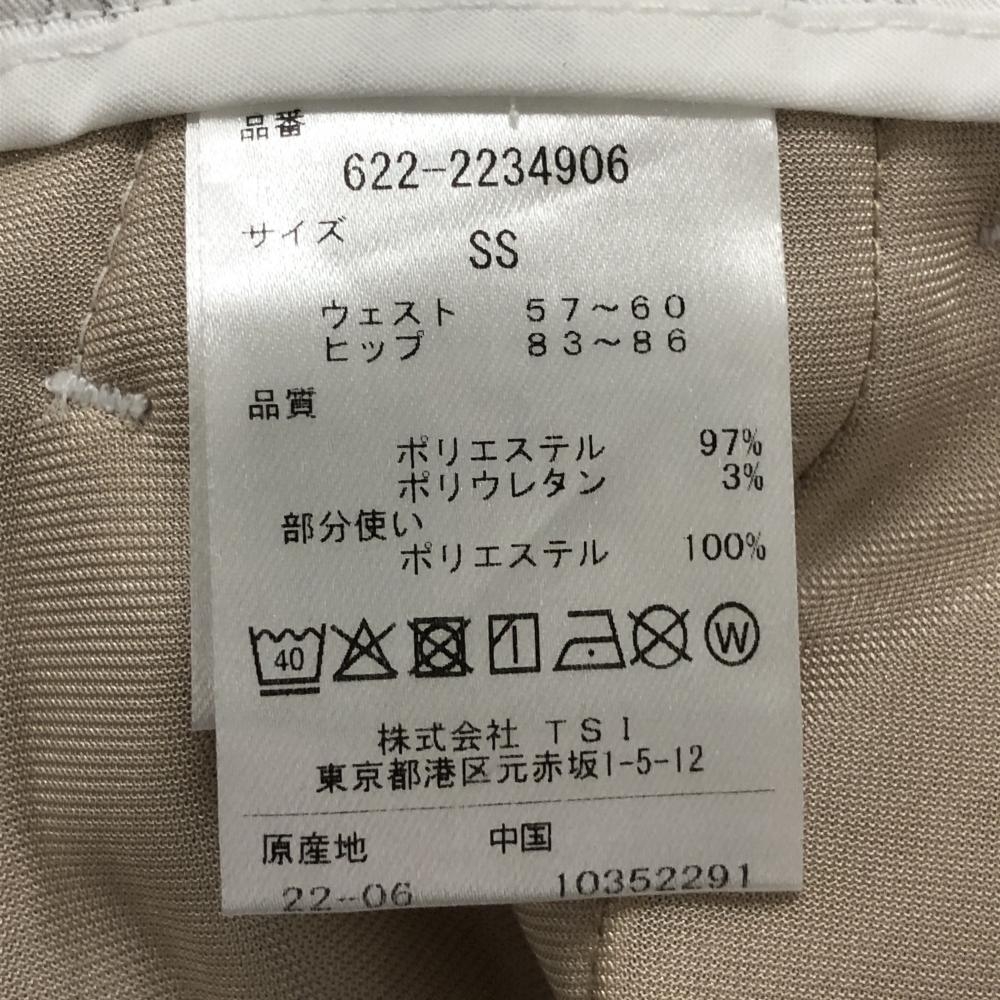 品番
622-2234906
サイズ
SS
ウェスト 57～60
ヒップ 83～86
品質
ポリエステル 97%
ポリウレタン 3%
部分使い
ポリエステル 100%
40 W
株式会社 TSI
東京都港区元赤坂1-5-12
原産地 中国
22-06 10352291